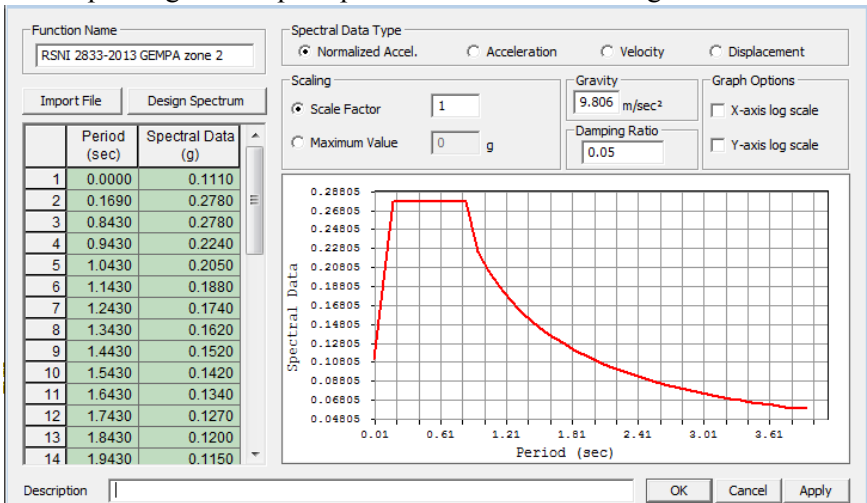 Function Name
RSNI 2833-2013 GEMPA zone 2
Import File Design Spectrum
Spectral Data Type
Normalized Accel. Acceleration Velocity Displacement
Scaling
Scale Factor 1
Maximum Value 0 g
Gravity
9.806 m/sec²
Damping Ratio
0.05
Graph Options
X-axis log scale
Y-axis log scale
Period (sec) Spectral Data (g)
1 0.0000 0.1110
2 0.1690 0.2780
3 0.8430 0.2780
4 0.9430 0.2240
5 1.0430 0.2050
6 1.1430 0.1880
7 1.2430 0.1740
8 1.3430 0.1620
9 1.4430 0.1520
10 1.5430 0.1420
11 1.6430 0.1340
12 1.7430 0.1270
13 1.8430 0.1200
14 1.9430 0.1150
0.28805
0.26805
0.24805
0.22805
0.20805
0.18805
0.16805
0.14805
0.12805
0.10805
0.08805
0.06805
0.04805
Spectral Data
0.01 0.61 1.21 1.81 2.41 3.01 3.61
Period (sec)
Description
OK Cancel Apply